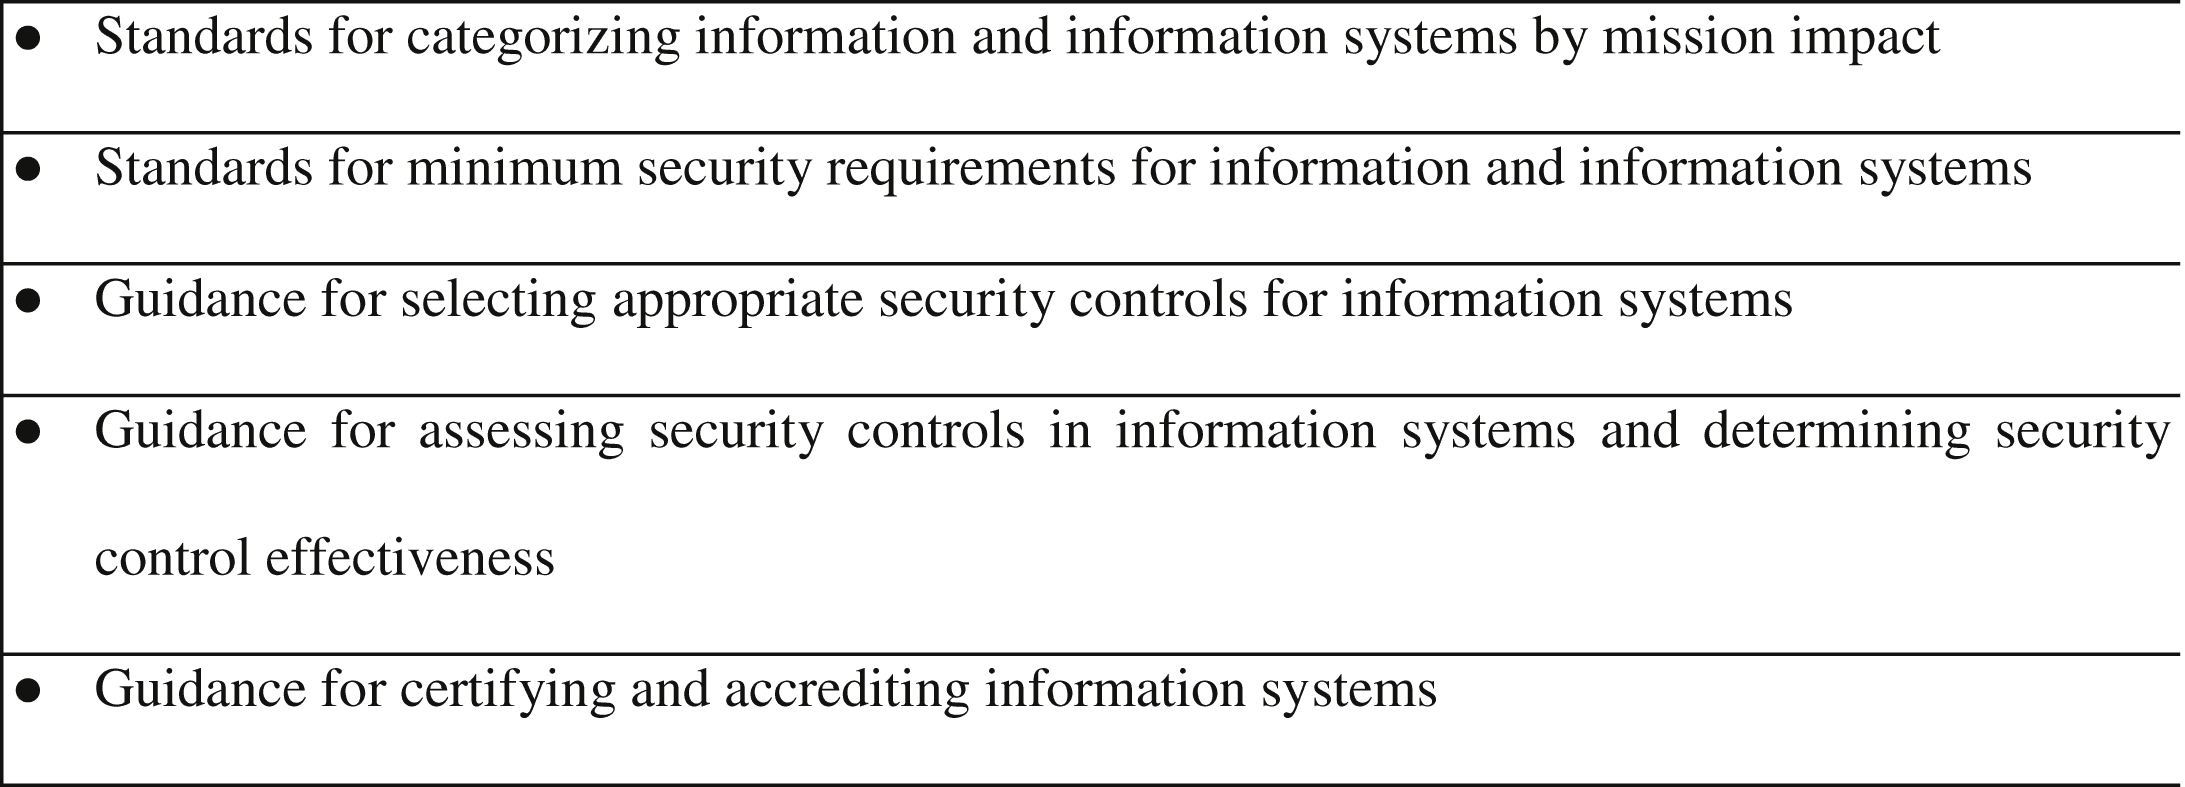 ● Standards for categorizing information and information systems by mission impact
● Standards for minimum security requirements for information and information systems
● Guidance for selecting appropriate security controls for information systems
● Guidance for assessing security controls in information systems and determining security
control effectiveness
● Guidance for certifying and accrediting information systems